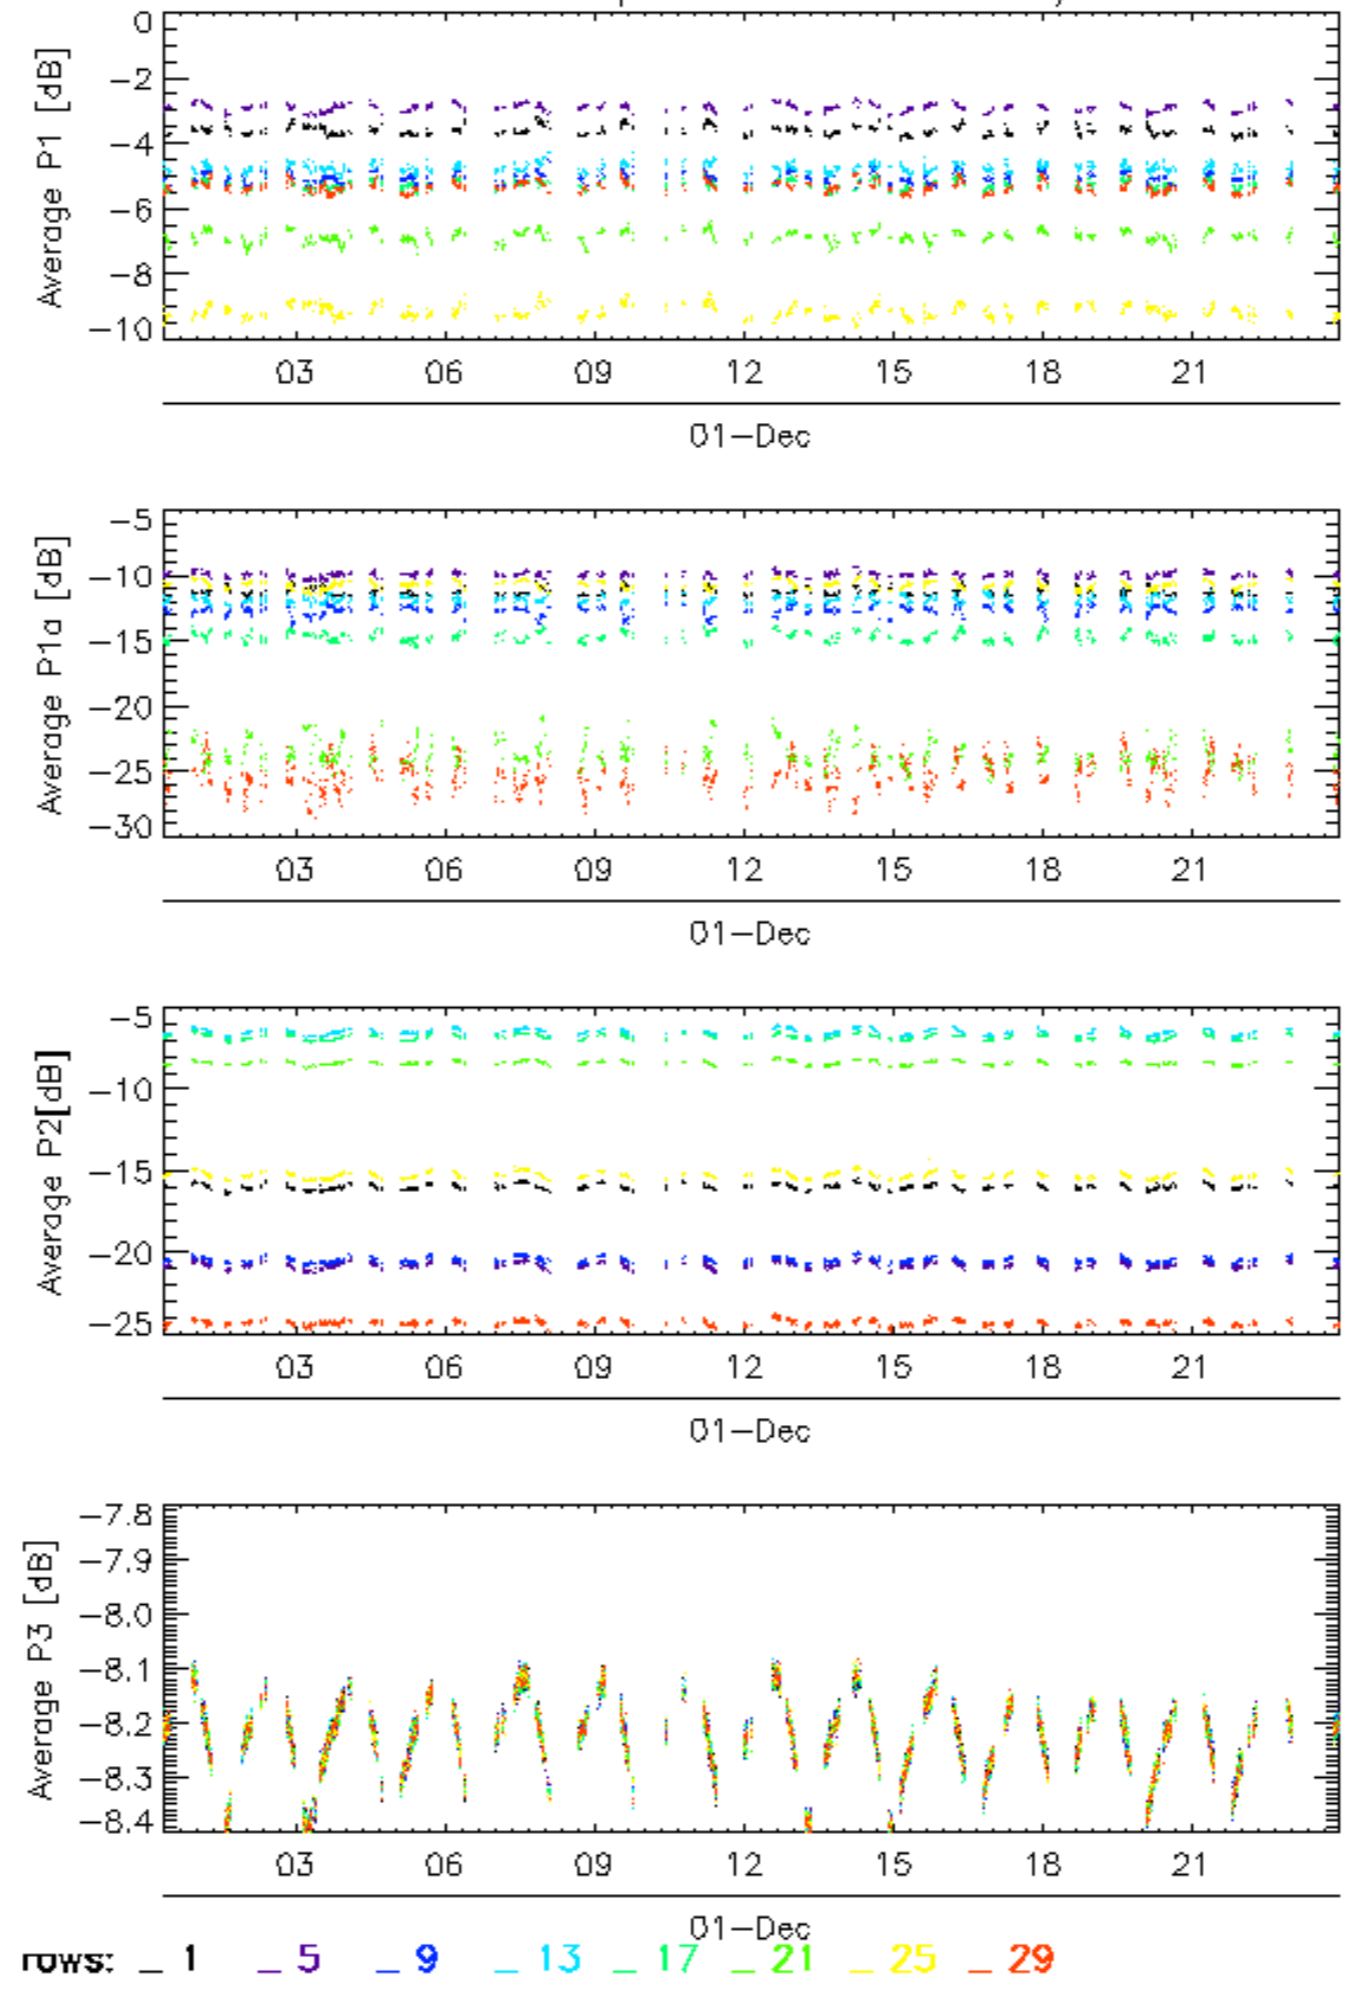 0
−2
−4
−6
−8
−10
Average P1 [dB]
03 06 09 12 15 18 21
01−Dec
−5
−10
−15
−20
−25
−30
Average P1a [dB]
03 06 09 12 15 18 21
01−Dec
−5
−10
−15
−20
−25
Average P2[dB]
03 06 09 12 15 18 21
01−Dec
−7.8
−7.9
−8.0
−8.1
−8.2
−8.3
−8.4
Average P3 [dB]
03 06 09 12 15 18 21
01−Dec
rows: _ 1 _ 5 _ 9 _ 13 _ 17 _ 21 _ 25 _ 29